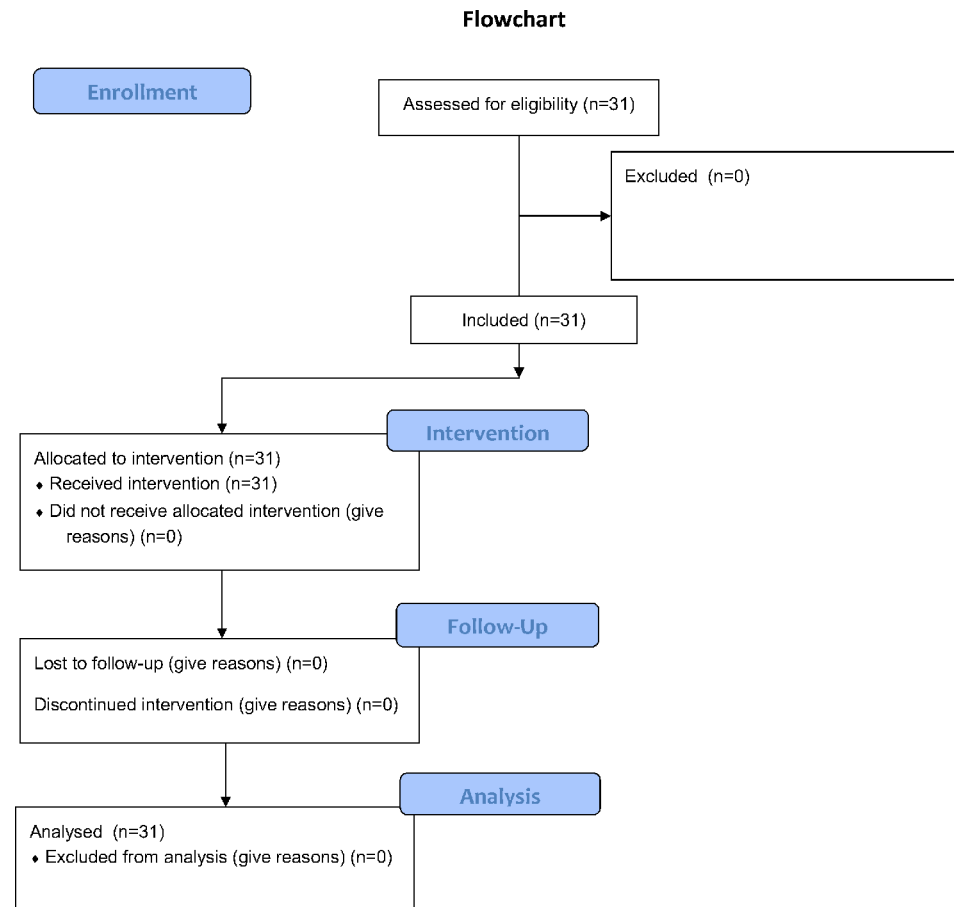 Flowchart
Enrollment
Assessed for eligibility (n=31)
Excluded (n=0)
Included (n=31)
Intervention
Allocated to intervention (n=31)
♦ Received intervention (n=31)
♦ Did not receive allocated intervention (give
reasons) (n=0)
Follow-Up
Lost to follow-up (give reasons) (n=0)
Discontinued intervention (give reasons) (n=0)
Analysis
Analysed (n=31)
♦ Excluded from analysis (give reasons) (n=0)